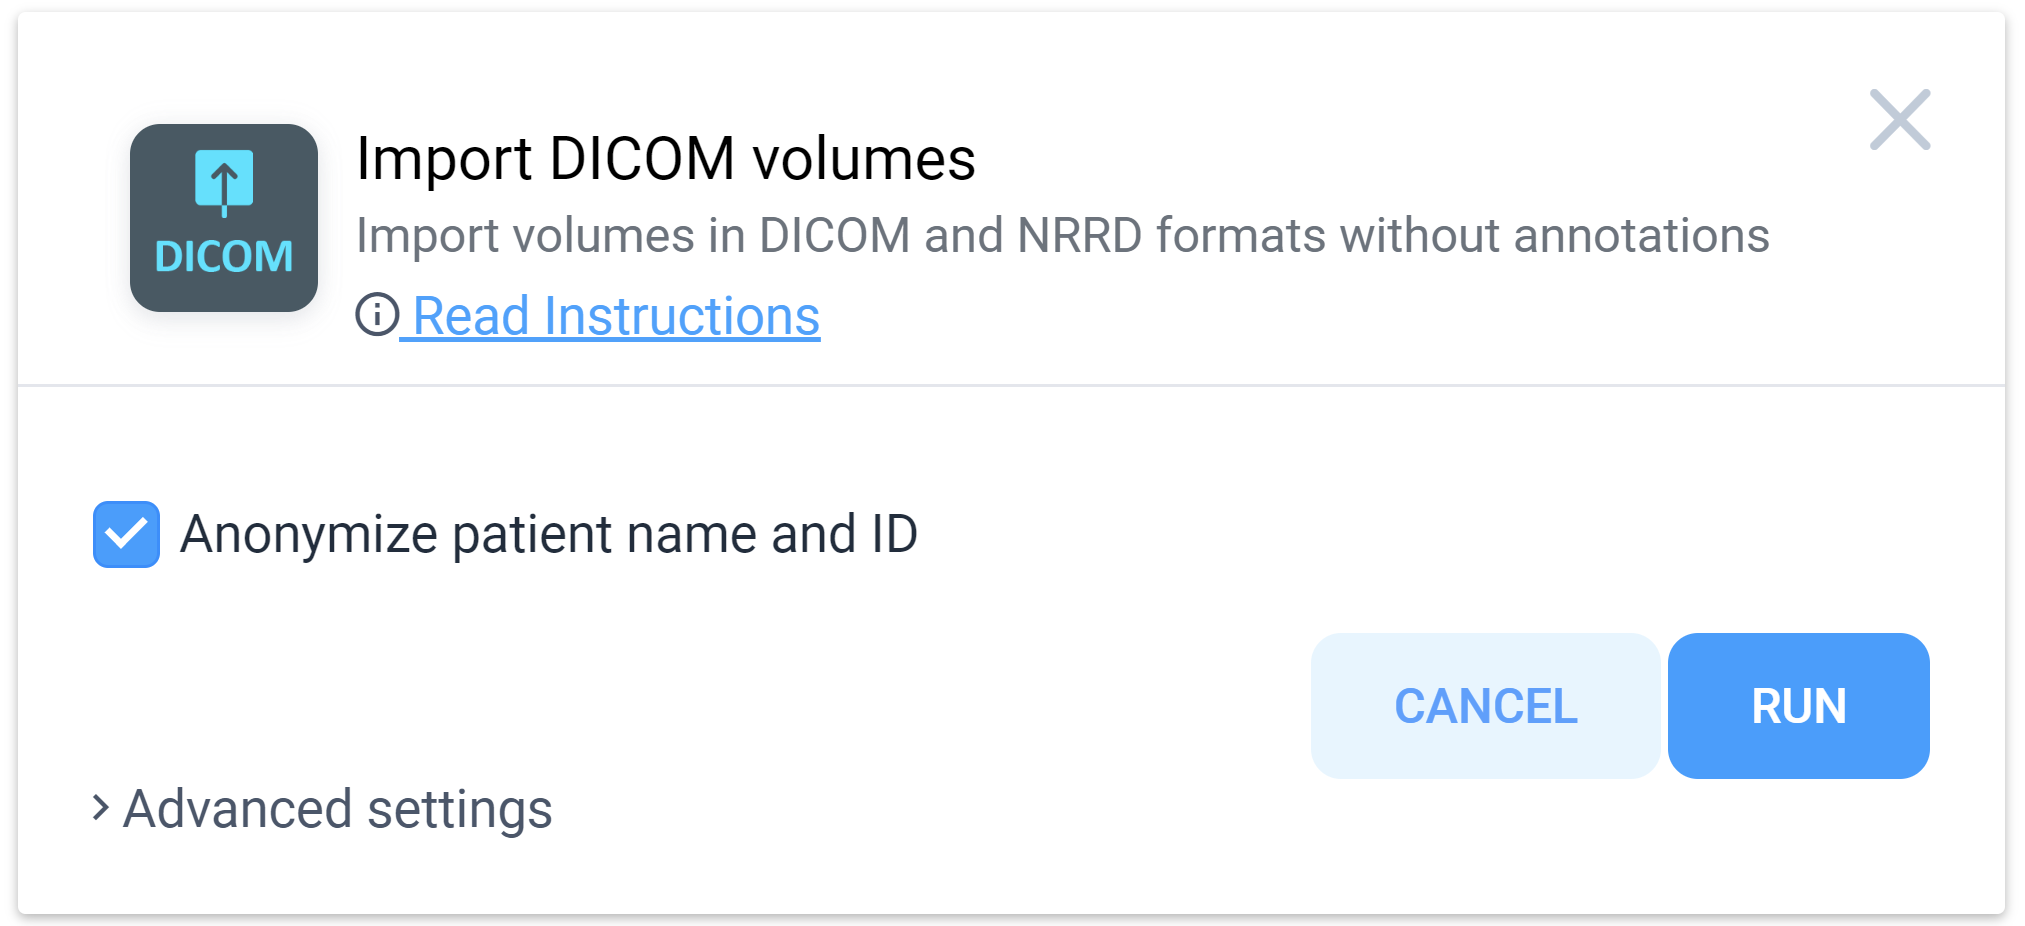 DICOM
Import DICOM volumes
Import volumes in DICOM and NRRD formats without annotations
Read Instructions
Anonymize patient name and ID
CANCEL
RUN
Advanced settings